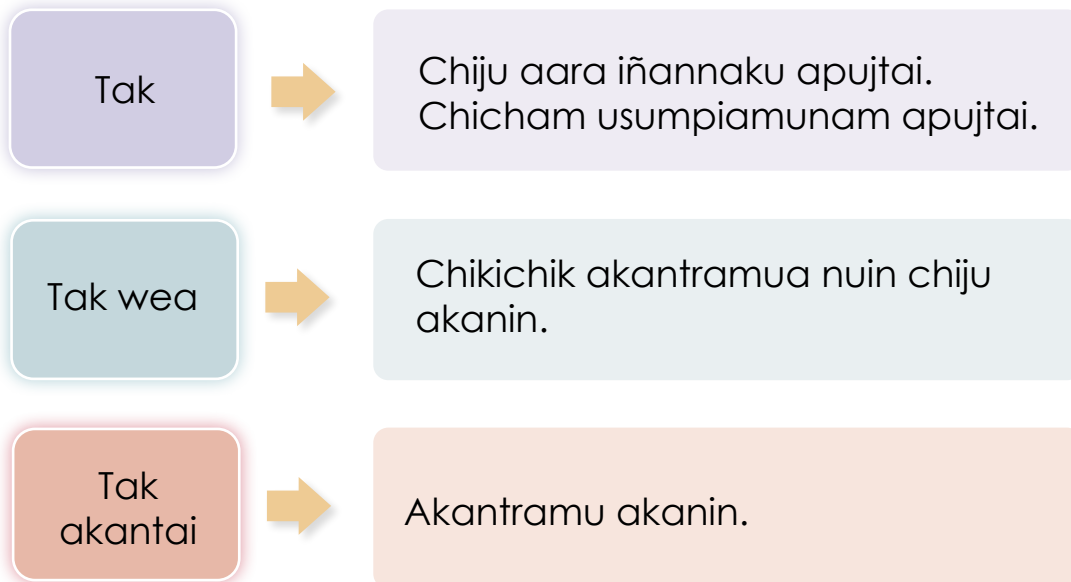 Tak
Chiju aara iñannaku apujtai.
Chicham usumpiamunam apujtai.
Tak wea
Chikichik akantramua nuin chiju
akanin.
Tak
akantai
Akantramu akanin.